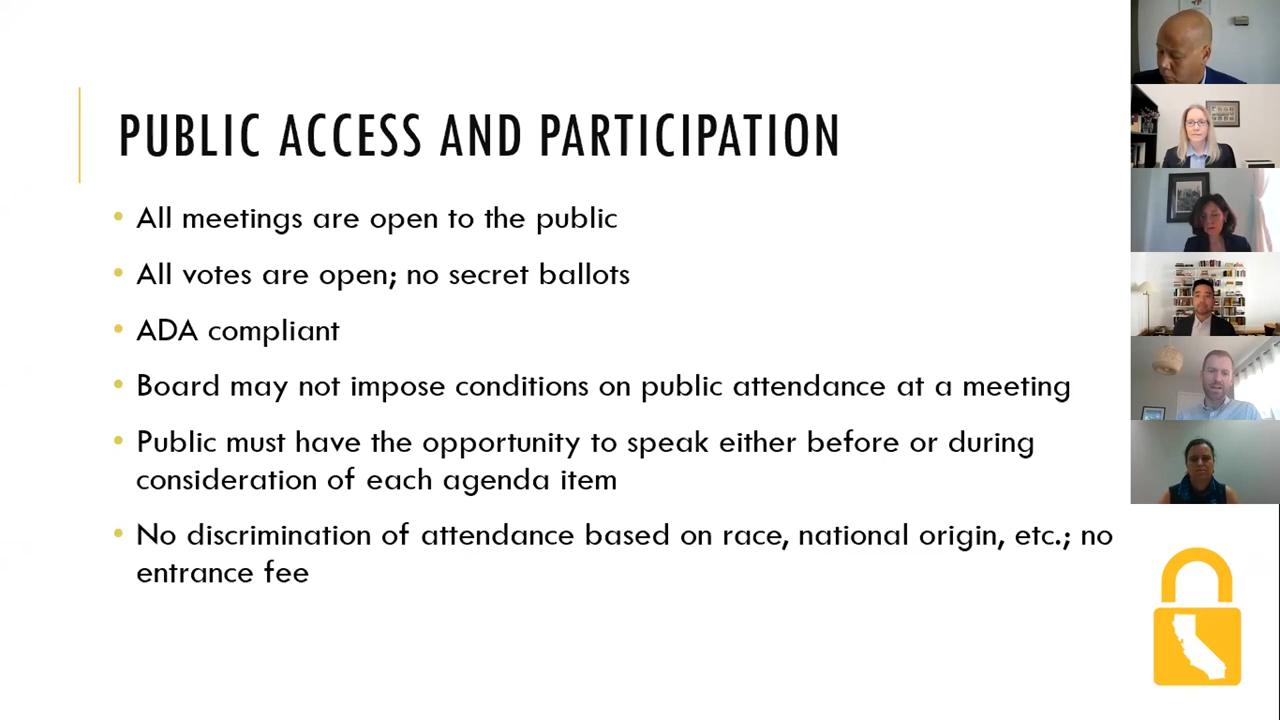 PUBLIC ACCESS AND PARTICIPATION
• All meetings are open to the public
• All votes are open; no secret ballots
• ADA compliant
• Board may not impose conditions on public attendance at a meeting
• Public must have the opportunity to speak either before or during
consideration of each agenda item
• No discrimination of attendance based on race, national origin, etc.; no
entrance fee